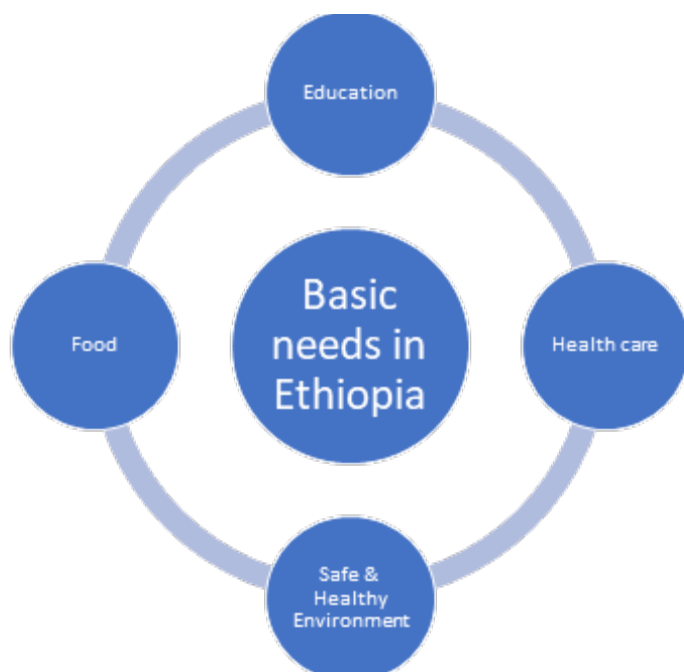 Education
Food
Basic
needs in
Ethiopia
Health care
Safe &
Healthy
Environment